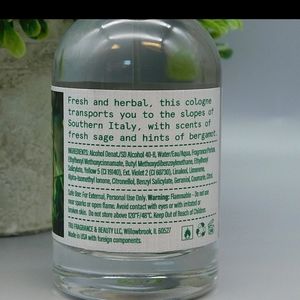 Fresh and herbal, this cologne
transports you to the slopes of
Southern Italy, with scents of
fresh sage and hints of bergamot.
INGREDIENTS: Alcohol Denat./SD Alcohol 40-B, Water/Eau/Aqua, Fragrance/Parfum,
Ethylhexyl Methoxycinnamate, Butyl Methoxydibenzoylmethane, Ethylhexyl
Salicylate, Yellow 5 (CI 19140), Ext. Violet 2 (CI 60730), Linalool, Limonene,
Alpha-Isomethyl Ionone, Citronellol, Benzyl Salicylate, Geraniol, Coumarin, Citral.
Safe Use: For External, Personal Use Only. Warning: Flammable - Do not use
near sparks or open flame. Avoid contact with eyes or with irritated or
broken skin. Do not store above 120°F/48°C. Keep Out of Reach of Children.
TRU FRAGRANCE & BEAUTY LLC, Willowbrook, IL 60527
Made in USA with foreign components.